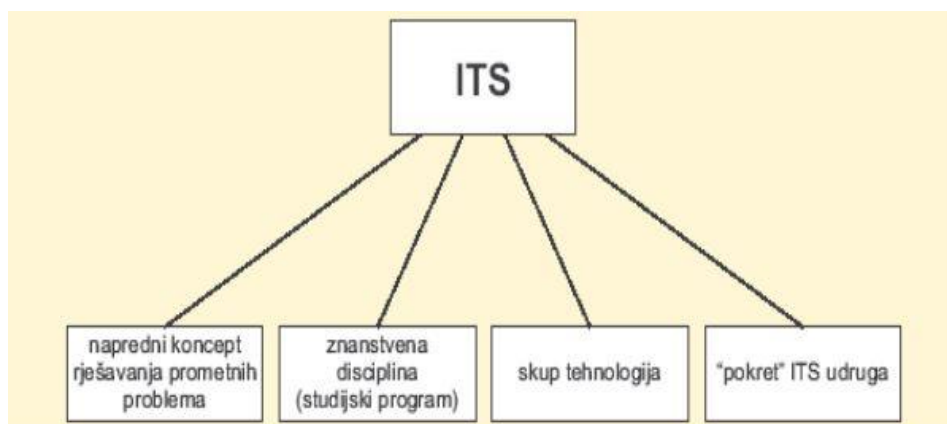 ITS
napredni koncept
rješavanja prometnih
problema
znanstvena
disciplina
(studijski program)
skup tehnologija
"pokret" ITS udruga